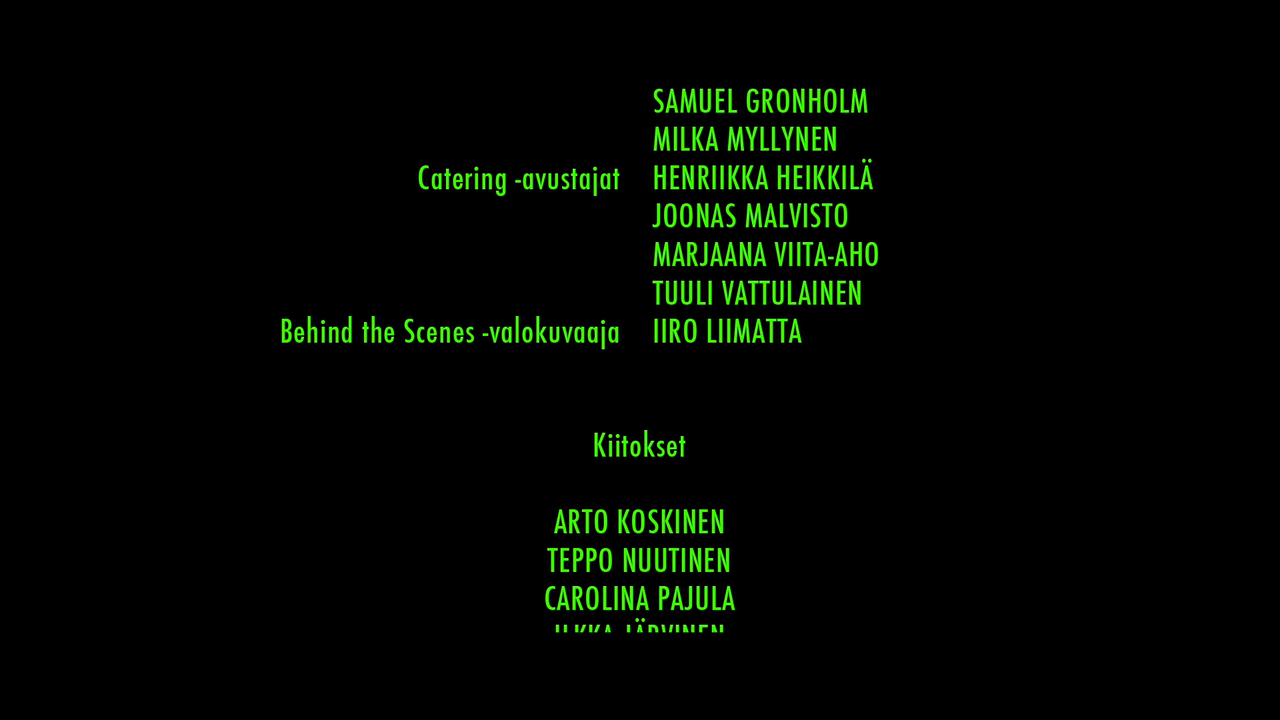 SAMUEL GRONHOLM
MILKA MYLLYNEN
Catering -avustajat HENRIIKKA HEIKKILÄ
JOONAS MALVISTO
MARJAANA VIITA-AHO
TUULI VATTULAINEN
Behind the Scenes -valokuvaaja IIRO LIIMATTA
Kiitokset
ARTO KOSKINEN
TEPPO NUUTINEN
CAROLINA PAJULA